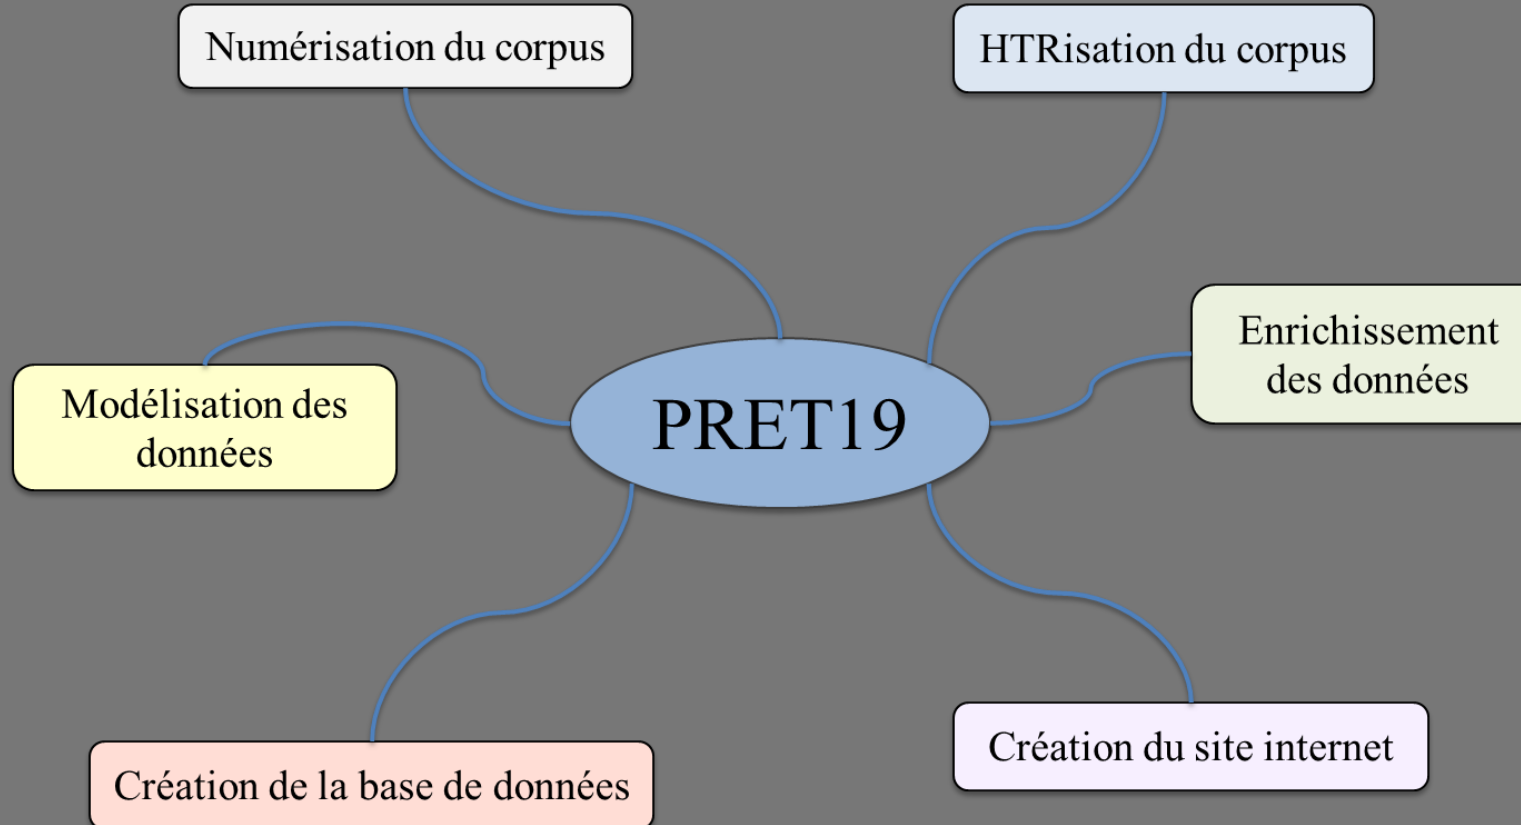 Numérisation du corpus
HTRisation du corpus
Enrichissement
des données
Modélisation des
données
PRET19
Création du site internet
Création de la base de données